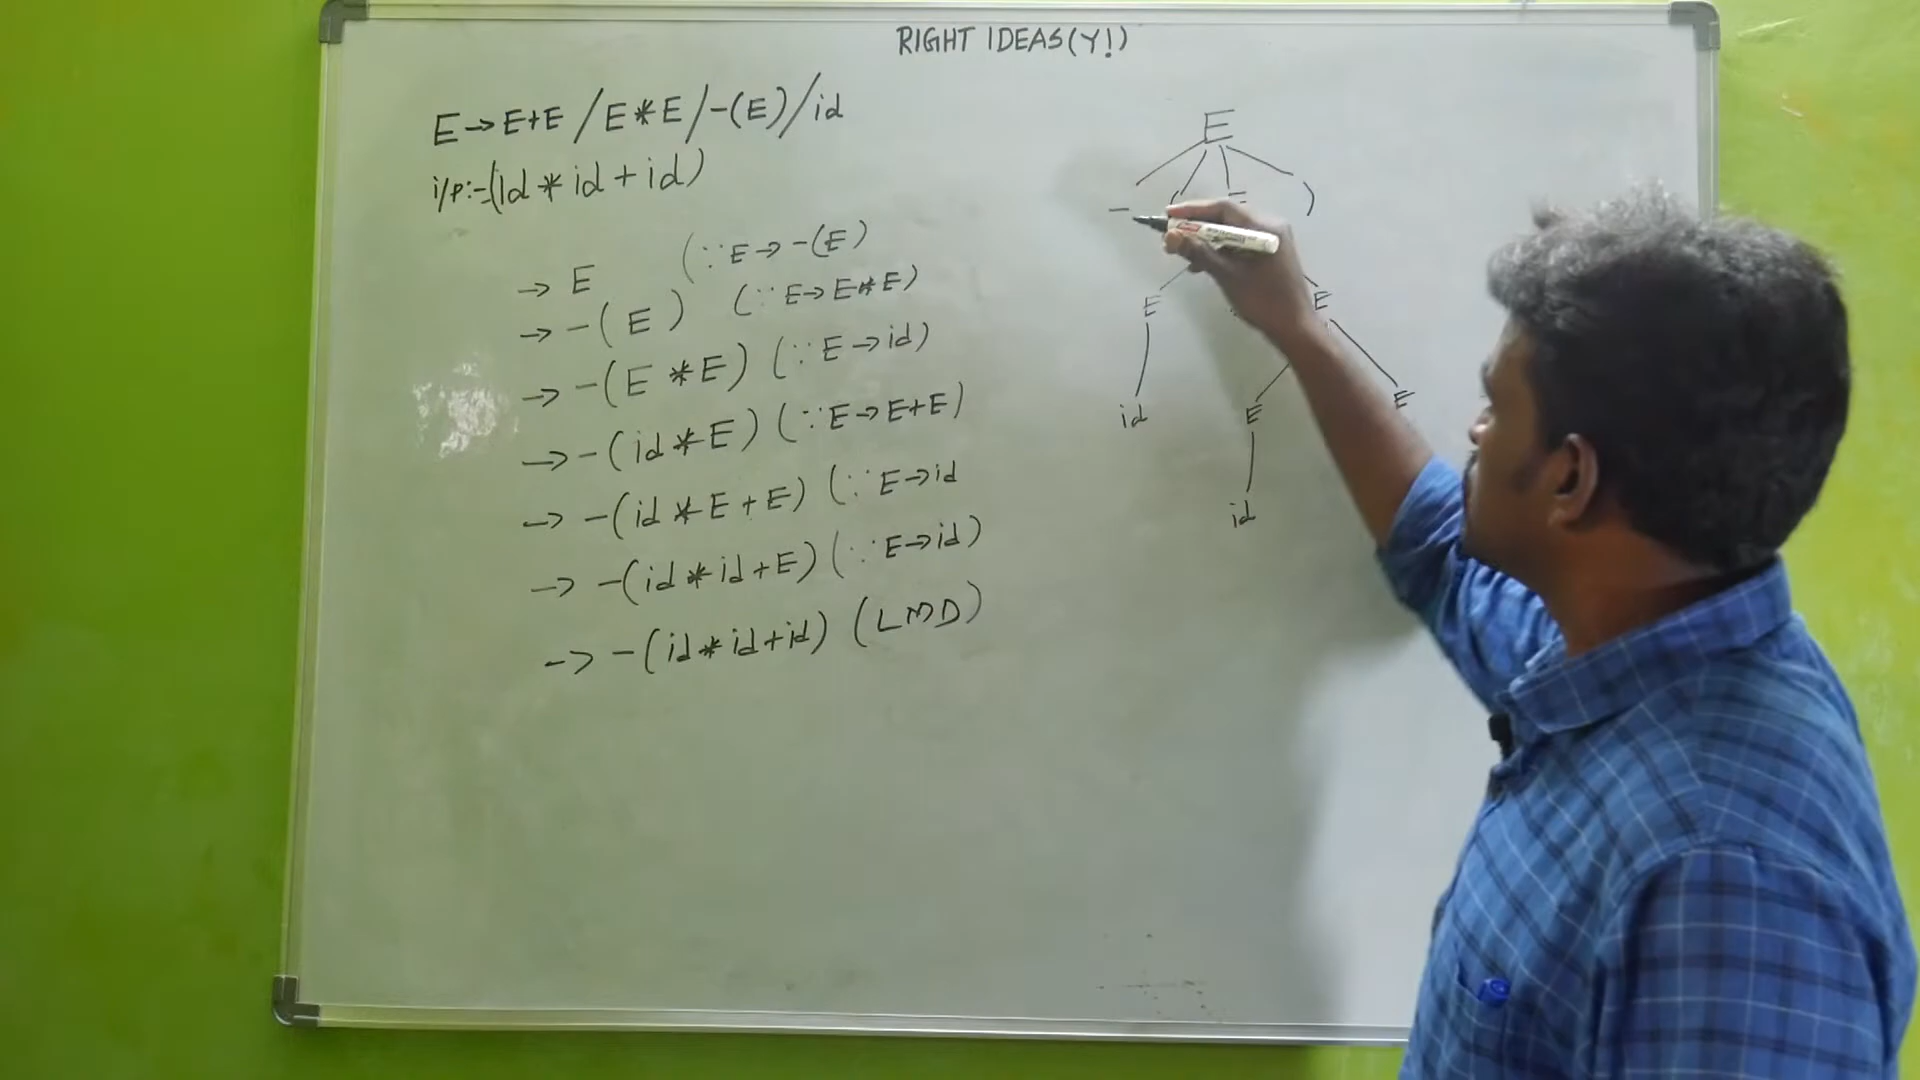 RIGHT IDEAS(Y!)
E→E+E/E*E/-(E)/id
i/p:-(id*id+id)
→ E (∵E→-(E)
→ -(E) (∵E→E*E)
→ -(E*E) (∵E→id)
→ -(id*E) (∵E→E+E)
→ -(id*E+E) (∵E→id
→ -(id*id+E) (∵E→id)
→ -(id*id+id) (LMD)
E
- ( E )
E E
id E E
id